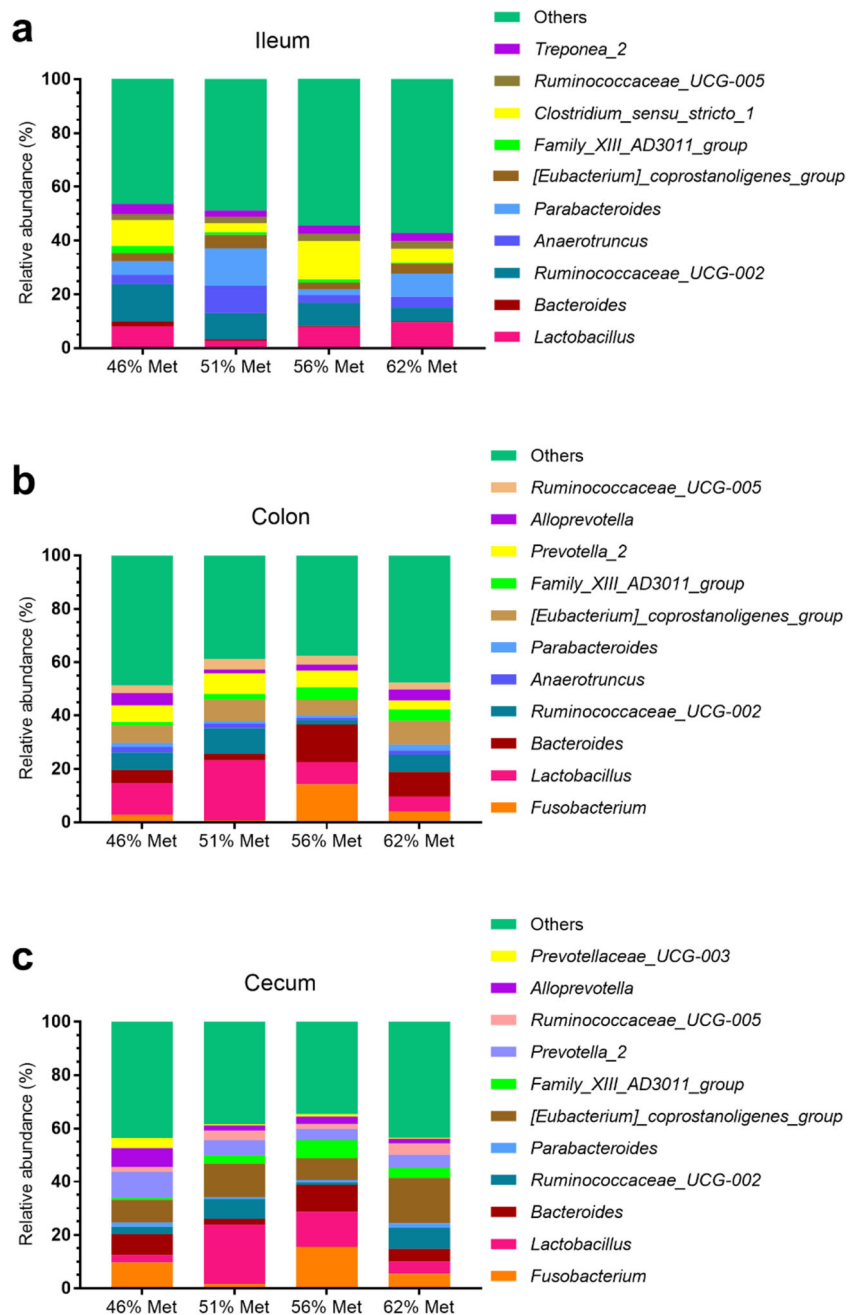 a
Ileum
Relative abundance (%)
100
80
60
40
20
0
46% Met 51% Met 56% Met 62% Met
Others
Treponea_2
Ruminococcaceae_UCG-005
Clostridium_sensu_stricto_1
Family_XIII_AD3011_group
[Eubacterium]_coprostanoligenes_group
Parabacteroides
Anaerotruncus
Ruminococcaceae_UCG-002
Bacteroides
Lactobacillus
b
Colon
Relative abundance (%)
100
80
60
40
20
0
46% Met 51% Met 56% Met 62% Met
Others
Ruminococcaceae_UCG-005
Alloprevotella
Prevotella_2
Family_XIII_AD3011_group
[Eubacterium]_coprostanoligenes_group
Parabacteroides
Anaerotruncus
Ruminococcaceae_UCG-002
Bacteroides
Lactobacillus
Fusobacterium
c
Cecum
Relative abundance (%)
100
80
60
40
20
0
46% Met 51% Met 56% Met 62% Met
Others
Prevotellaceae_UCG-003
Alloprevotella
Ruminococcaceae_UCG-005
Prevotella_2
Family_XIII_AD3011_group
[Eubacterium]_coprostanoligenes_group
Parabacteroides
Ruminococcaceae_UCG-002
Bacteroides
Lactobacillus
Fusobacterium